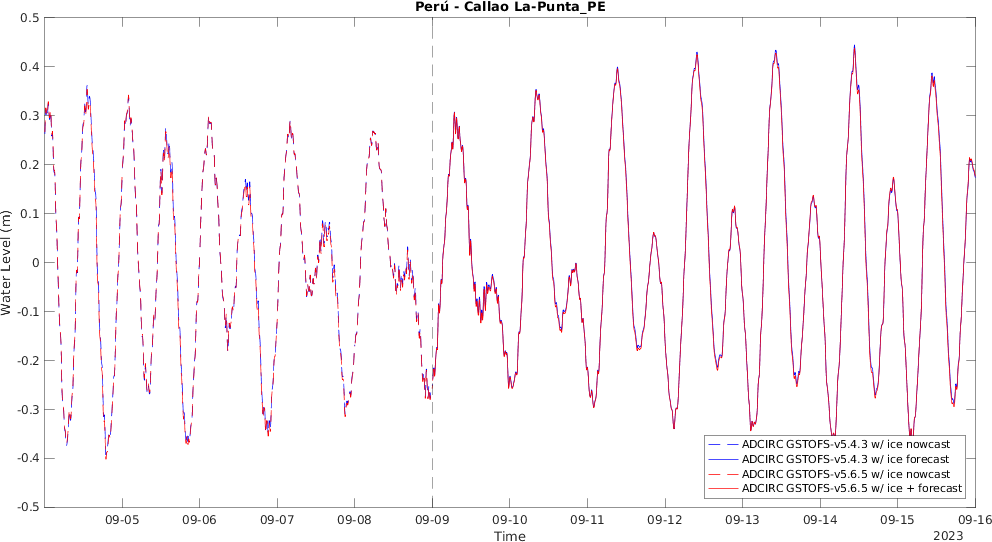 Perú - Callao La-Punta_PE
0.5
0.4
0.3
0.2
0.1
0
-0.1
-0.2
-0.3
-0.4
-0.5
Water Level (m)
ADCIRC GSTOFS-v5.4.3 w/ ice nowcast
ADCIRC GSTOFS-v5.4.3 w/ ice forecast
ADCIRC GSTOFS-v5.6.5 w/ ice nowcast
ADCIRC GSTOFS-v5.6.5 w/ ice + forecast
09-05 09-06 09-07 09-08 09-09 09-10 09-11 09-12 09-13 09-14 09-15 09-16
Time
2023